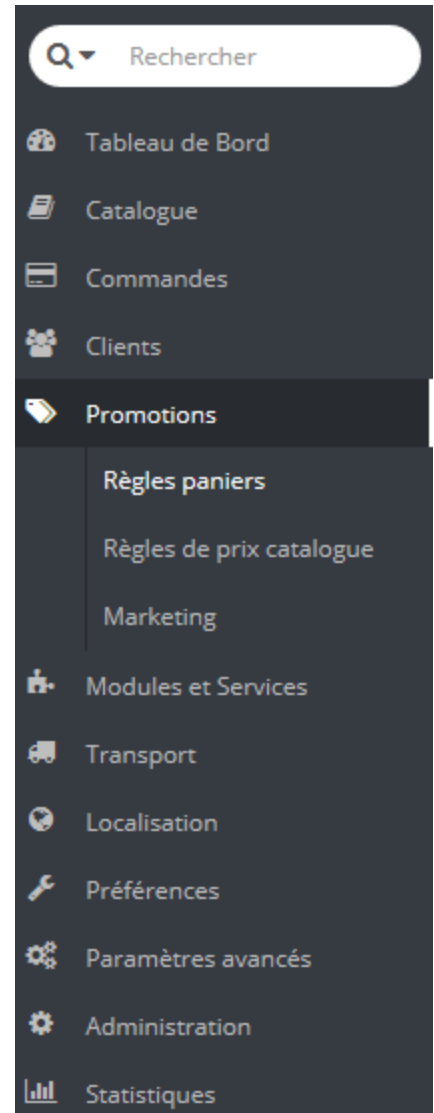 Rechercher
Tableau de Bord
Catalogue
Commandes
Clients
Promotions
Règles paniers
Règles de prix catalogue
Marketing
Modules et Services
Transport
Localisation
Préférences
Paramètres avancés
Administration
Statistiques